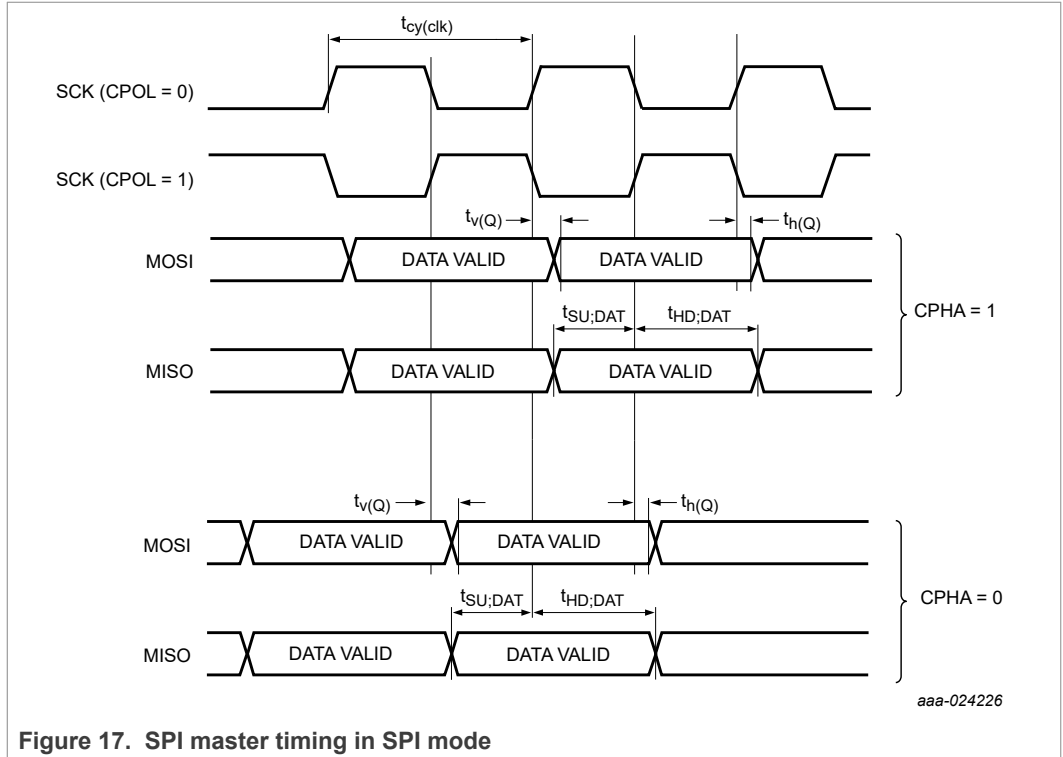 tcy(clk)
SCK (CPOL = 0)
SCK (CPOL = 1)
tv(Q)
th(Q)
MOSI
DATA VALID
DATA VALID
tSU;DAT
tHD;DAT
CPHA = 1
MISO
DATA VALID
DATA VALID
tv(Q)
th(Q)
MOSI
DATA VALID
DATA VALID
tSU;DAT
tHD;DAT
CPHA = 0
MISO
DATA VALID
DATA VALID
aaa-024226
Figure 17. SPI master timing in SPI mode